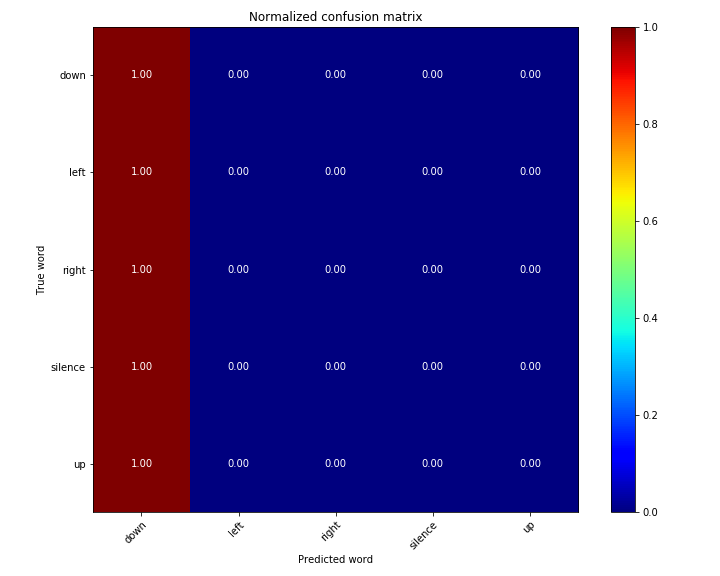 Normalized confusion matrix
down 1.00 0.00 0.00 0.00 0.00
left 1.00 0.00 0.00 0.00 0.00
right 1.00 0.00 0.00 0.00 0.00
silence 1.00 0.00 0.00 0.00 0.00
up 1.00 0.00 0.00 0.00 0.00
True word
down left right silence up
Predicted word
1.0
0.8
0.6
0.4
0.2
0.0